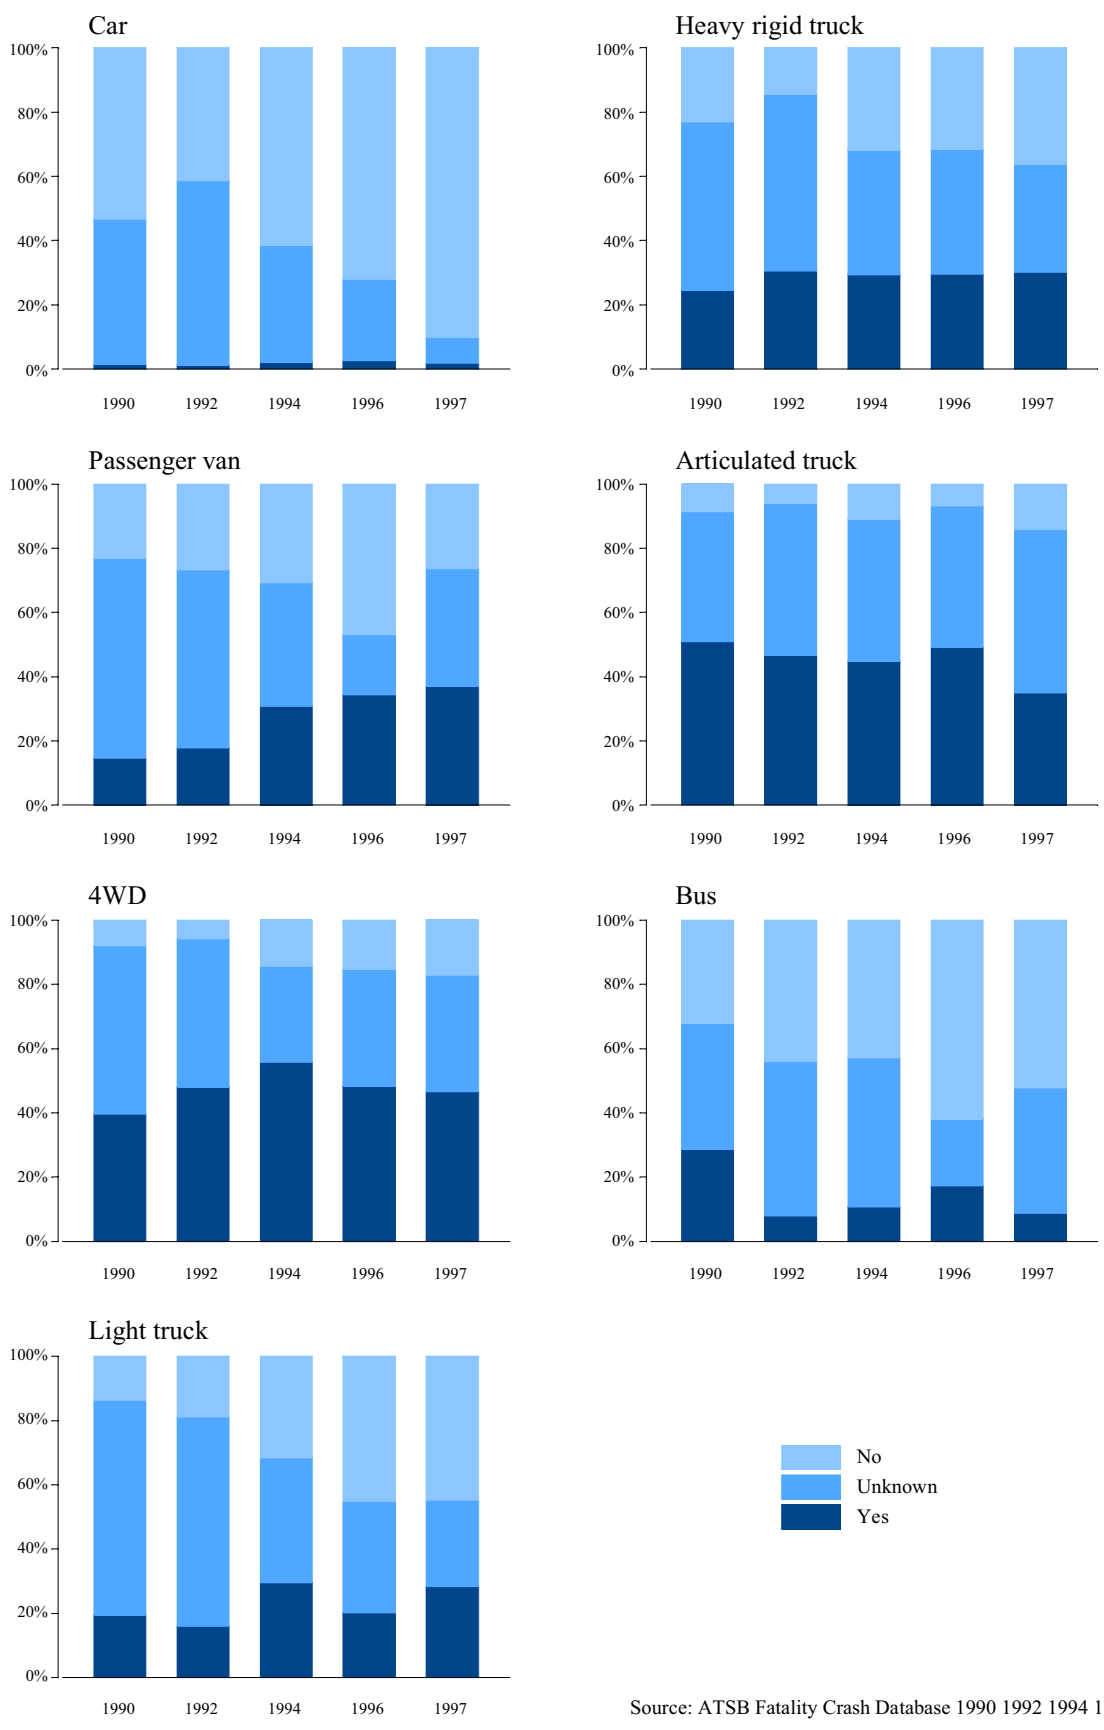 Car
100%
80%
60%
40%
20%
0%
1990 1992 1994 1996 1997
Heavy rigid truck
100%
80%
60%
40%
20%
0%
1990 1992 1994 1996 1997
Passenger van
100%
80%
60%
40%
20%
0%
1990 1992 1994 1996 1997
Articulated truck
100%
80%
60%
40%
20%
0%
1990 1992 1994 1996 1997
4WD
100%
80%
60%
40%
20%
0%
1990 1992 1994 1996 1997
Bus
100%
80%
60%
40%
20%
0%
1990 1992 1994 1996 1997
Light truck
100%
80%
60%
40%
20%
0%
1990 1992 1994 1996 1997
No
Unknown
Yes
Source: ATSB Fatality Crash Database 1990 1992 1994 1